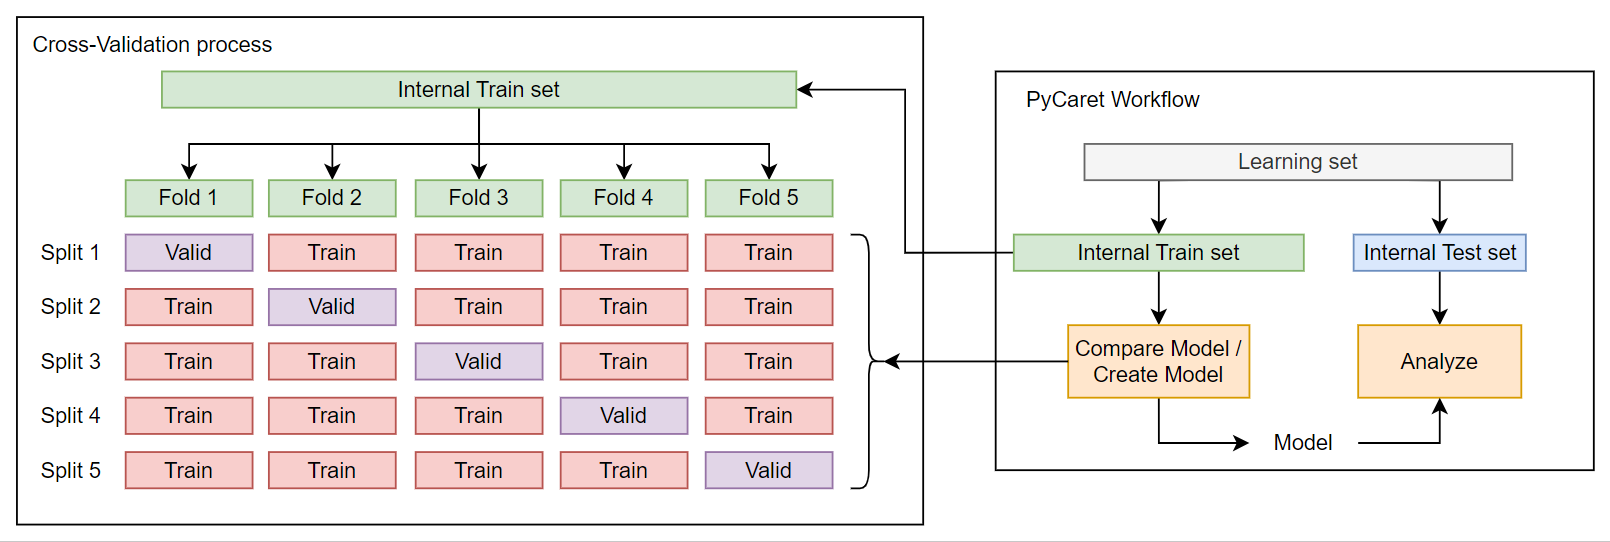 Cross-Validation process
Internal Train set
Fold 1 Fold 2 Fold 3 Fold 4 Fold 5
Split 1 Valid Train Train Train Train
Split 2 Train Valid Train Train Train
Split 3 Train Train Valid Train Train
Split 4 Train Train Train Valid Train
Split 5 Train Train Train Train Valid
PyCaret Workflow
Learning set
Internal Train set
Internal Test set
Compare Model /
Create Model
Analyze
Model